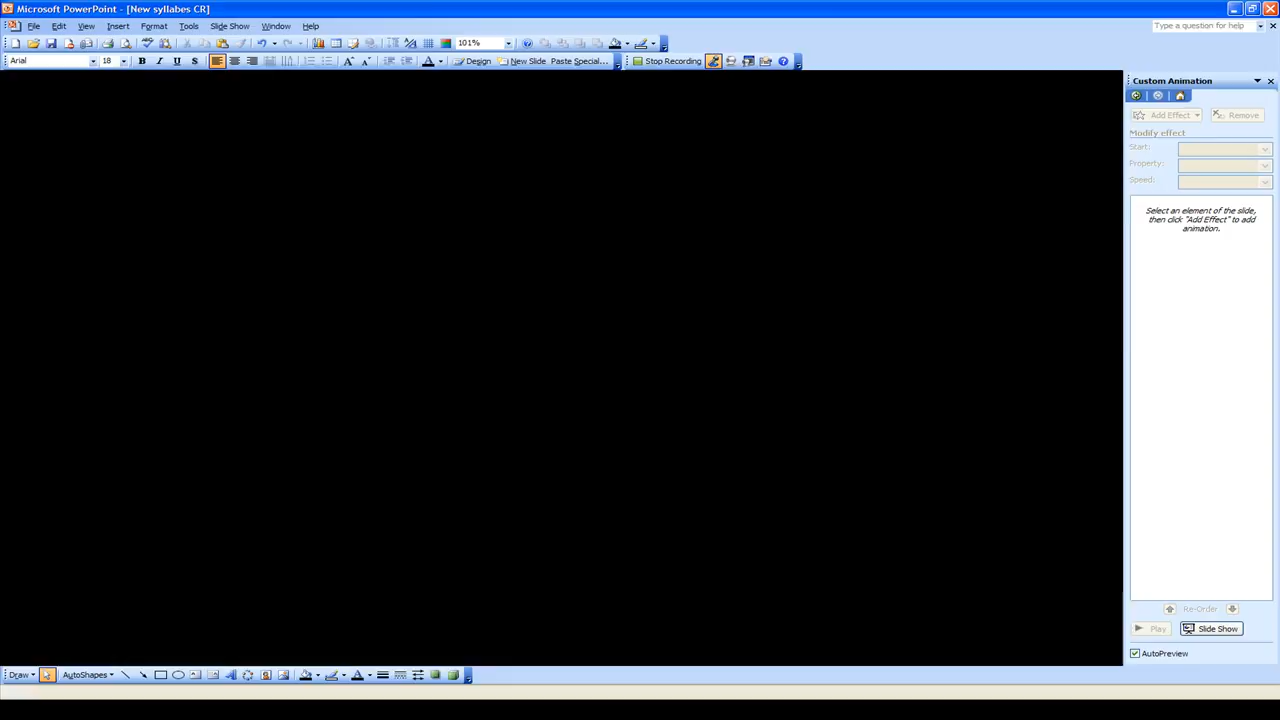 Microsoft PowerPoint - [New syllabes CR]
File Edit View Insert Format Tools Slide Show Window Help
Type a question for help
101%
Arial 18 B I U S A Design New Slide Paste Special... Stop Recording
Custom Animation
Add Effect Remove
Modify effect
Start:
Property:
Speed:
Select an element of the slide,
then click "Add Effect" to add
animation.
Re-Order
Play Slide Show
AutoPreview
Draw AutoShapes